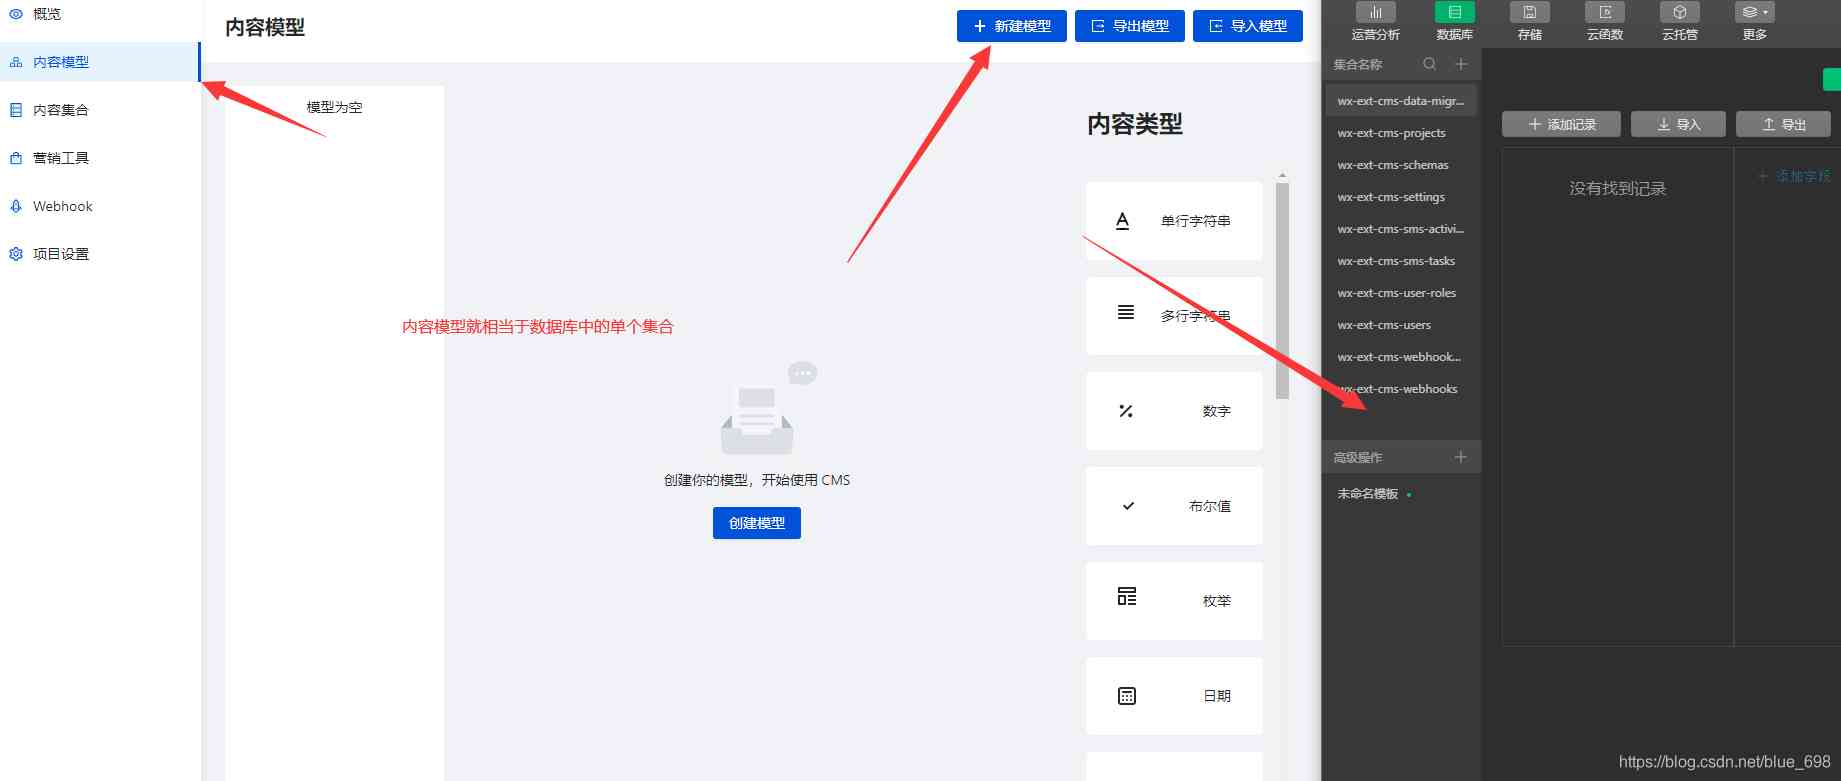 概览
内容模型
内容集合
营销工具
Webhook
项目设置
内容模型
新建模型
导出模型
导入模型
模型为空
内容模型就相当于数据库中的单个集合
创建你的模型，开始使用 CMS
创建模型
内容类型
单行字符串
多行字符串
数字
布尔值
枚举
日期
运营分析
数据库
存储
云函数
云托管
更多
集合名称
wx-ext-cms-data-migr...
wx-ext-cms-projects
wx-ext-cms-schemas
wx-ext-cms-settings
wx-ext-cms-sms-activi...
wx-ext-cms-sms-tasks
wx-ext-cms-user-roles
wx-ext-cms-users
wx-ext-cms-webhook...
wx-ext-cms-webhooks
高级操作
未命名模板
添加记录
导入
导出
没有找到记录
添加字段
https://blog.csdn.net/blue_698